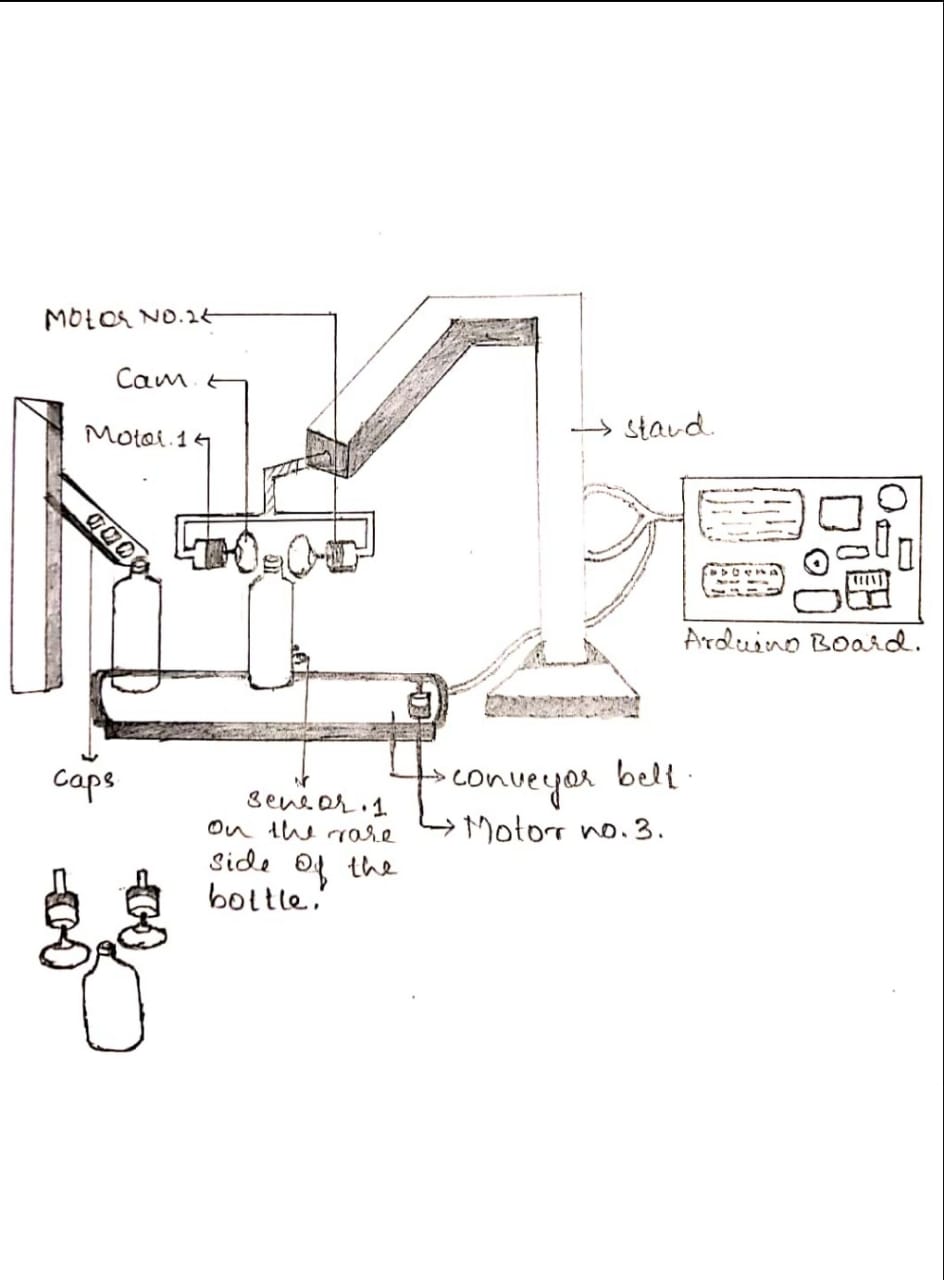 Motor No.2
Cam
Motor.1
stand.
Arduino Board.
caps
conveyor belt.
sensor.1
on the rare
side of the
bottle.
Motor no.3.